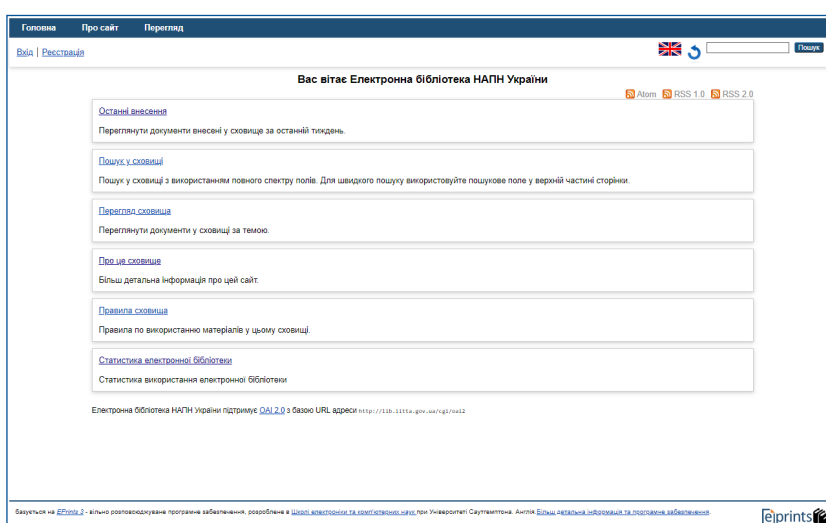 Головна Про сайт Перегляд
Вхід | Реєстрація Пошук
Вас вітає Електронна бібліотека НАПН України
Atom RSS 1.0 RSS 2.0
Останні внесення
Переглянути документи внесені у сховище за останній тиждень.
Пошук у сховищі
Пошук у сховищі з використанням повного спектру полів. Для швидкого пошуку використовуйте пошукове поле у верхній частині сторінки.
Перегляд сховища
Переглянути документи у сховищі за темою.
Про це сховище
Більш детальна інформація про цей сайт.
Правила сховища
Правила по використанню матеріалів у цьому сховищі.
Статистика електронної бібліотеки
Статистика використання електронної бібліотеки
Електронна бібліотека НАПН України підтримує OAI 2.0 з базою URL адреси http://lib.iitta.gov.ua/cgi/oai2
базується на EPrints 3 - вільно розповсюджуване програмне забезпечення, розроблене в Школі електроніки та комп'ютерних наук при Університеті Саутгемптона. Англія.Більш детальна інформація та програмне забезпечення.
eprints